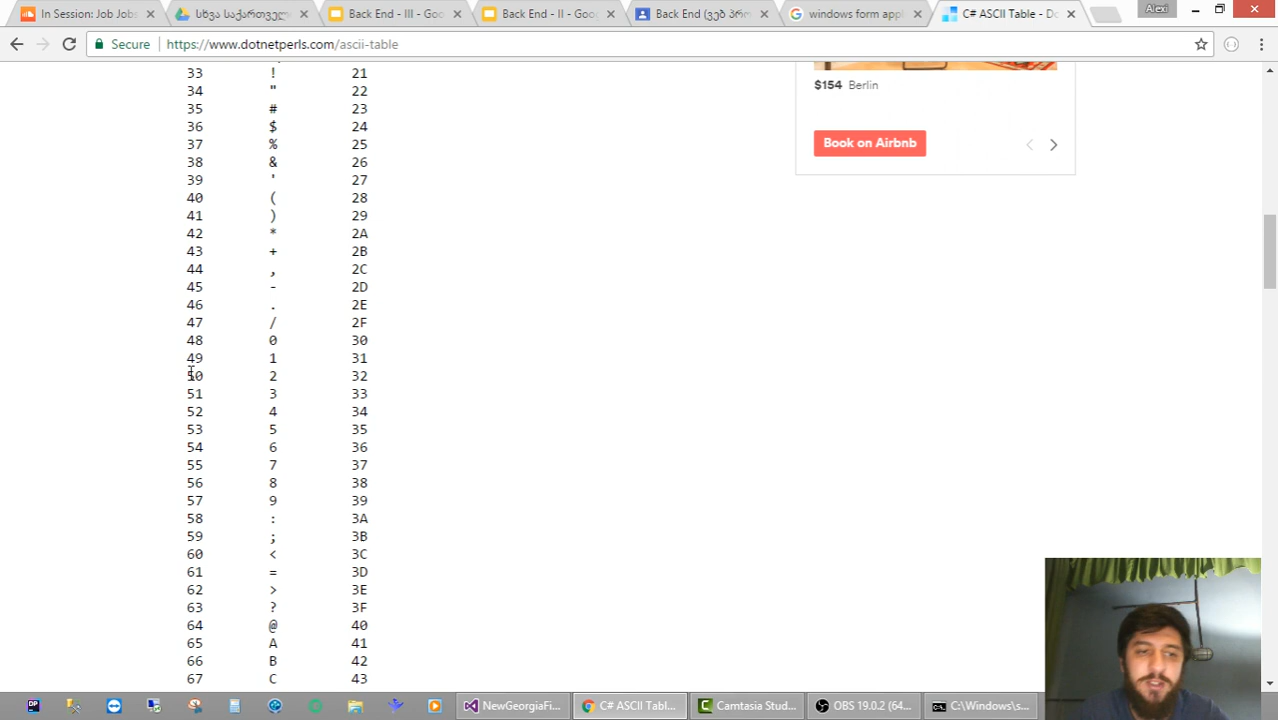 In Session: Job Jobs
სხვა საქართველ
Back End - III - Goo
Back End - II - Goo
Back End (ვებ პრო
windows form app
C# ASCII Table - Do
Alexi
Secure https://www.dotnetperls.com/ascii-table
33 ! 21
34 " 22
35 # 23
36 $ 24
37 % 25
38 & 26
39 ' 27
40 ( 28
41 ) 29
42 * 2A
43 + 2B
44 , 2C
45 - 2D
46 . 2E
47 / 2F
48 0 30
49 1 31
50 2 32
51 3 33
52 4 34
53 5 35
54 6 36
55 7 37
56 8 38
57 9 39
58 : 3A
59 ; 3B
60 < 3C
61 = 3D
62 > 3E
63 ? 3F
64 @ 40
65 A 41
66 B 42
67 C 43
$154 Berlin
Book on Airbnb
DP
NewGeorgiaFi...
C# ASCII Tabl...
Camtasia Stud...
OBS 19.0.2 (64...
C:\Windows\s...